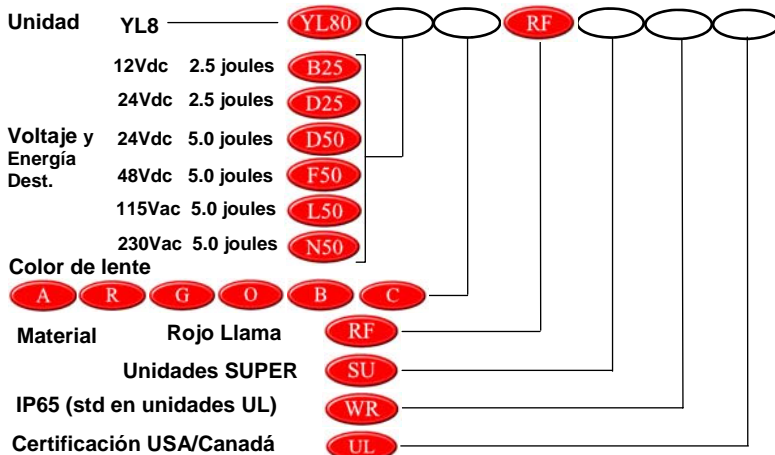 Unidad YL8 YL80 RF
12Vdc 2.5 joules B25
24Vdc 2.5 joules D25
Voltaje y 24Vdc 5.0 joules D50
Energía
Dest. 48Vdc 5.0 joules F50
115Vac 5.0 joules L50
230Vac 5.0 joules N50
Color de lente
A R G O B C
Material Rojo Llama RF
Unidades SUPER SU
IP65 (std en unidades UL) WR
Certificación USA/Canadá UL